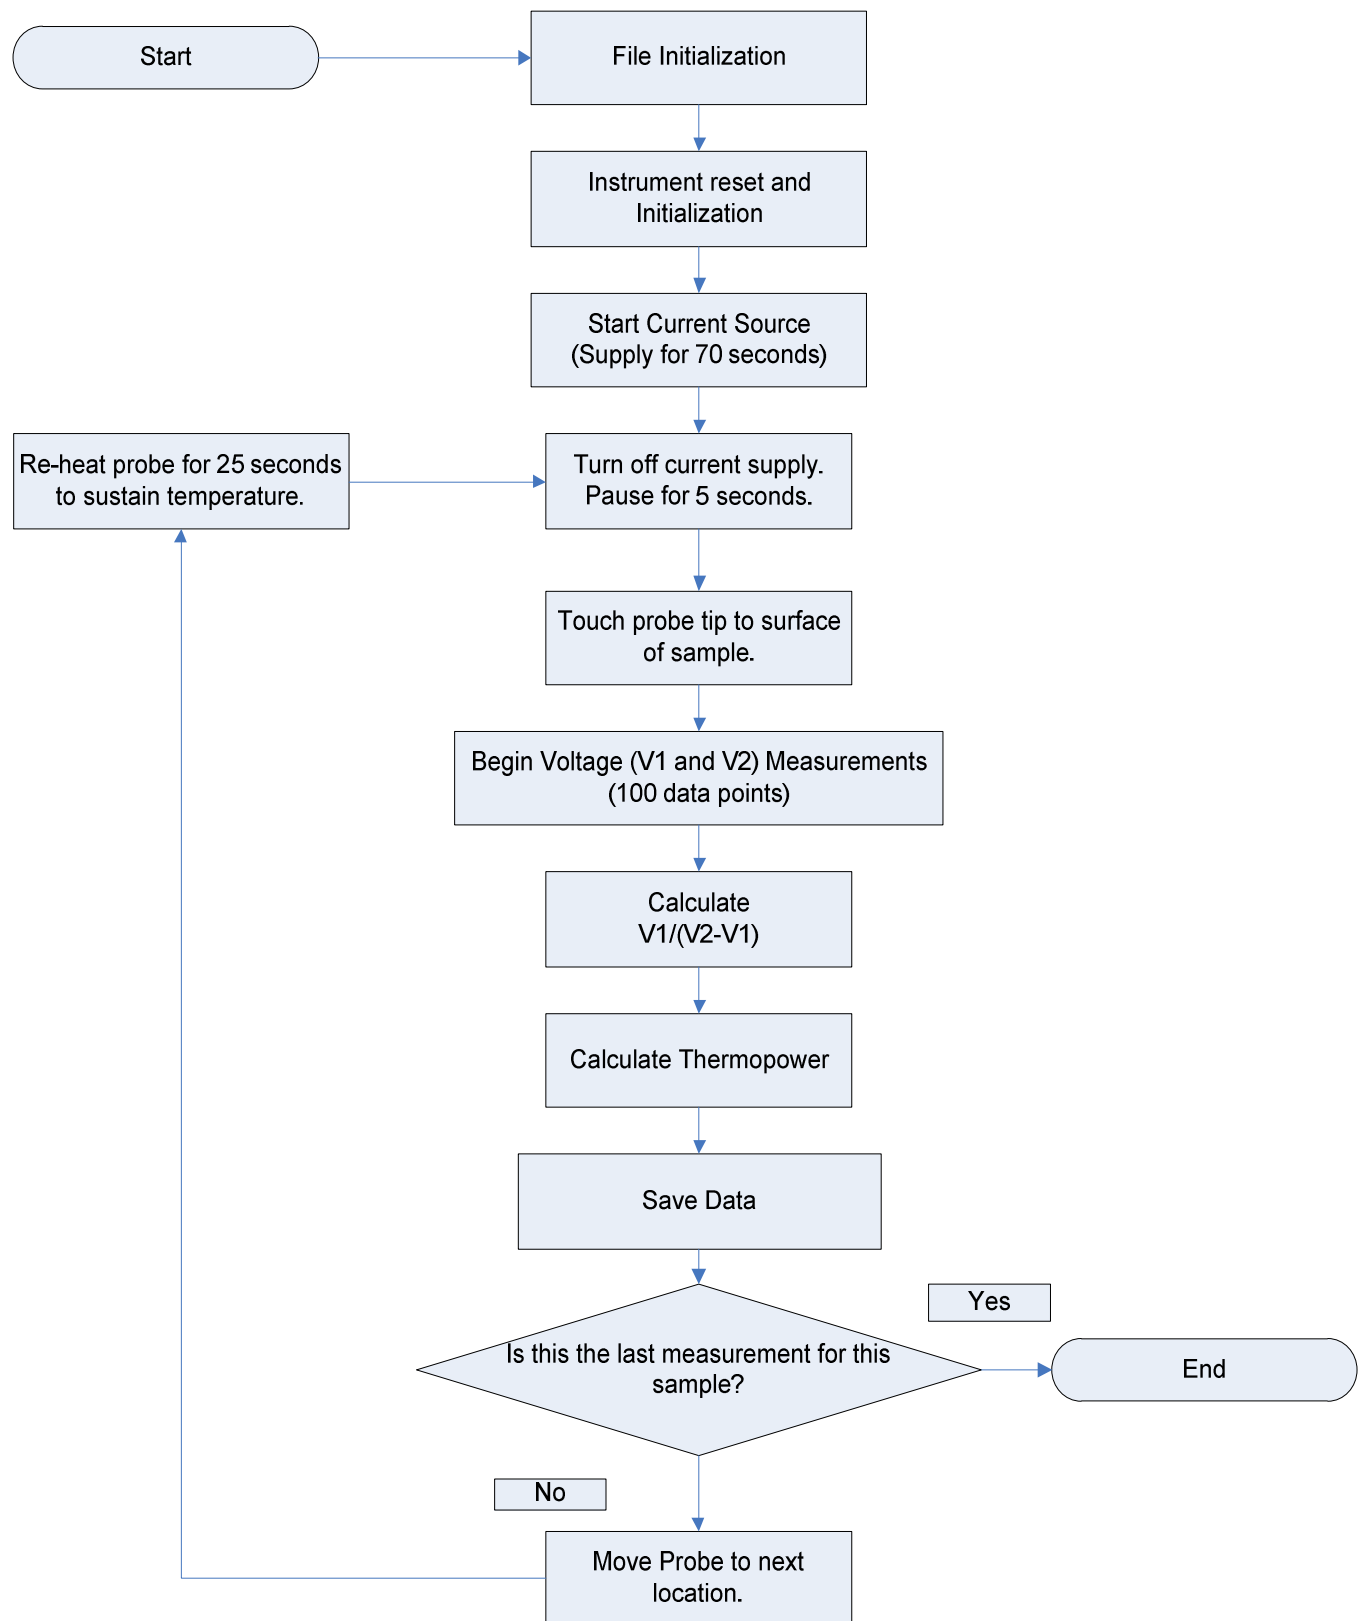 Start
File Initialization
Instrument reset and
Initialization
Start Current Source
(Supply for 70 seconds)
Re-heat probe for 25 seconds
to sustain temperature.
Turn off current supply.
Pause for 5 seconds.
Touch probe tip to surface
of sample.
Begin Voltage (V1 and V2) Measurements
(100 data points)
Calculate
V1/(V2-V1)
Calculate Thermopower
Save Data
Is this the last measurement for this
sample?
Yes
End
No
Move Probe to next
location.